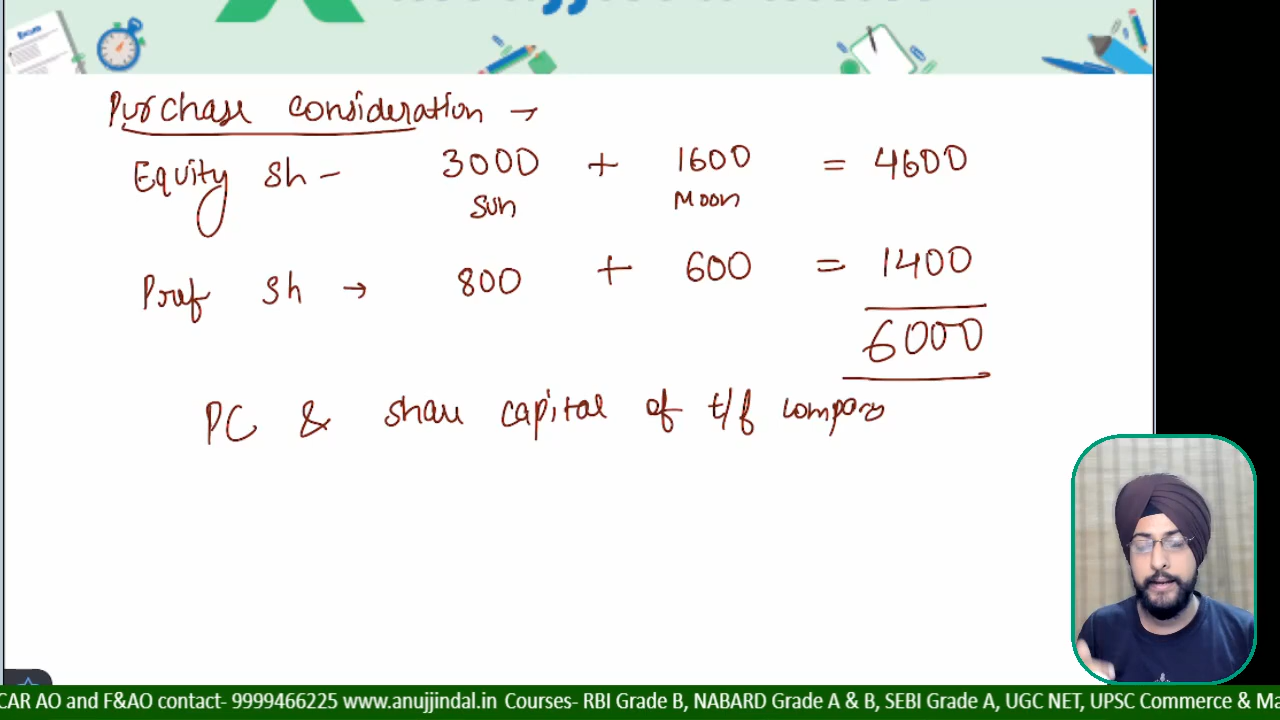 Purchase consideration →
Equity Sh – 3000 + 1600 = 4600
Sun Moon
Pref Sh → 800 + 600 = 1400
6000
PC & share capital of t/f
CAR AO and F&AO contact- 9999466225 www.anujjindal.in Courses- RBI Grade B, NABARD Grade A & B, SEBI Grade A, UGC NET, UPSC Commerce & Ma